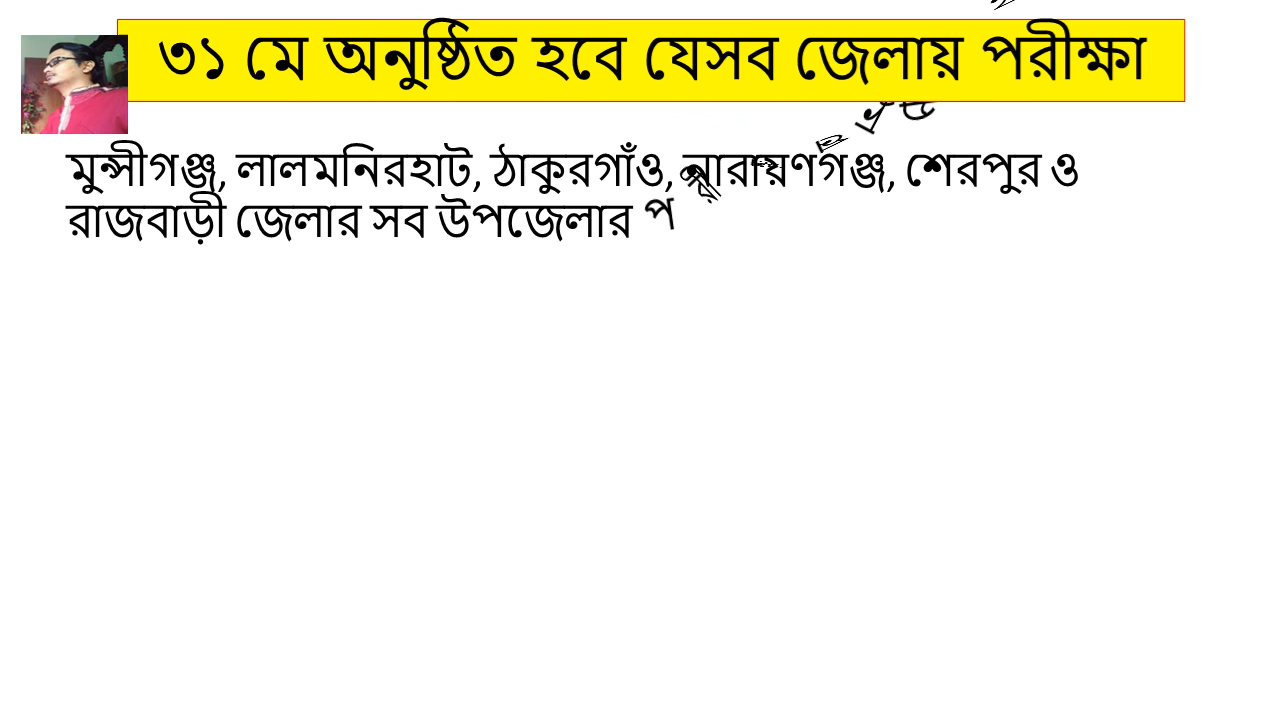 ৩১ মে অনুষ্ঠিত হবে যেসব জেলায় পরীক্ষা
মুন্সীগঞ্জ, লালমনিরহাট, ঠাকুরগাঁও, নারায়ণগঞ্জ, শেরপুর ও
রাজবাড়ী জেলার সব উপজেলার প